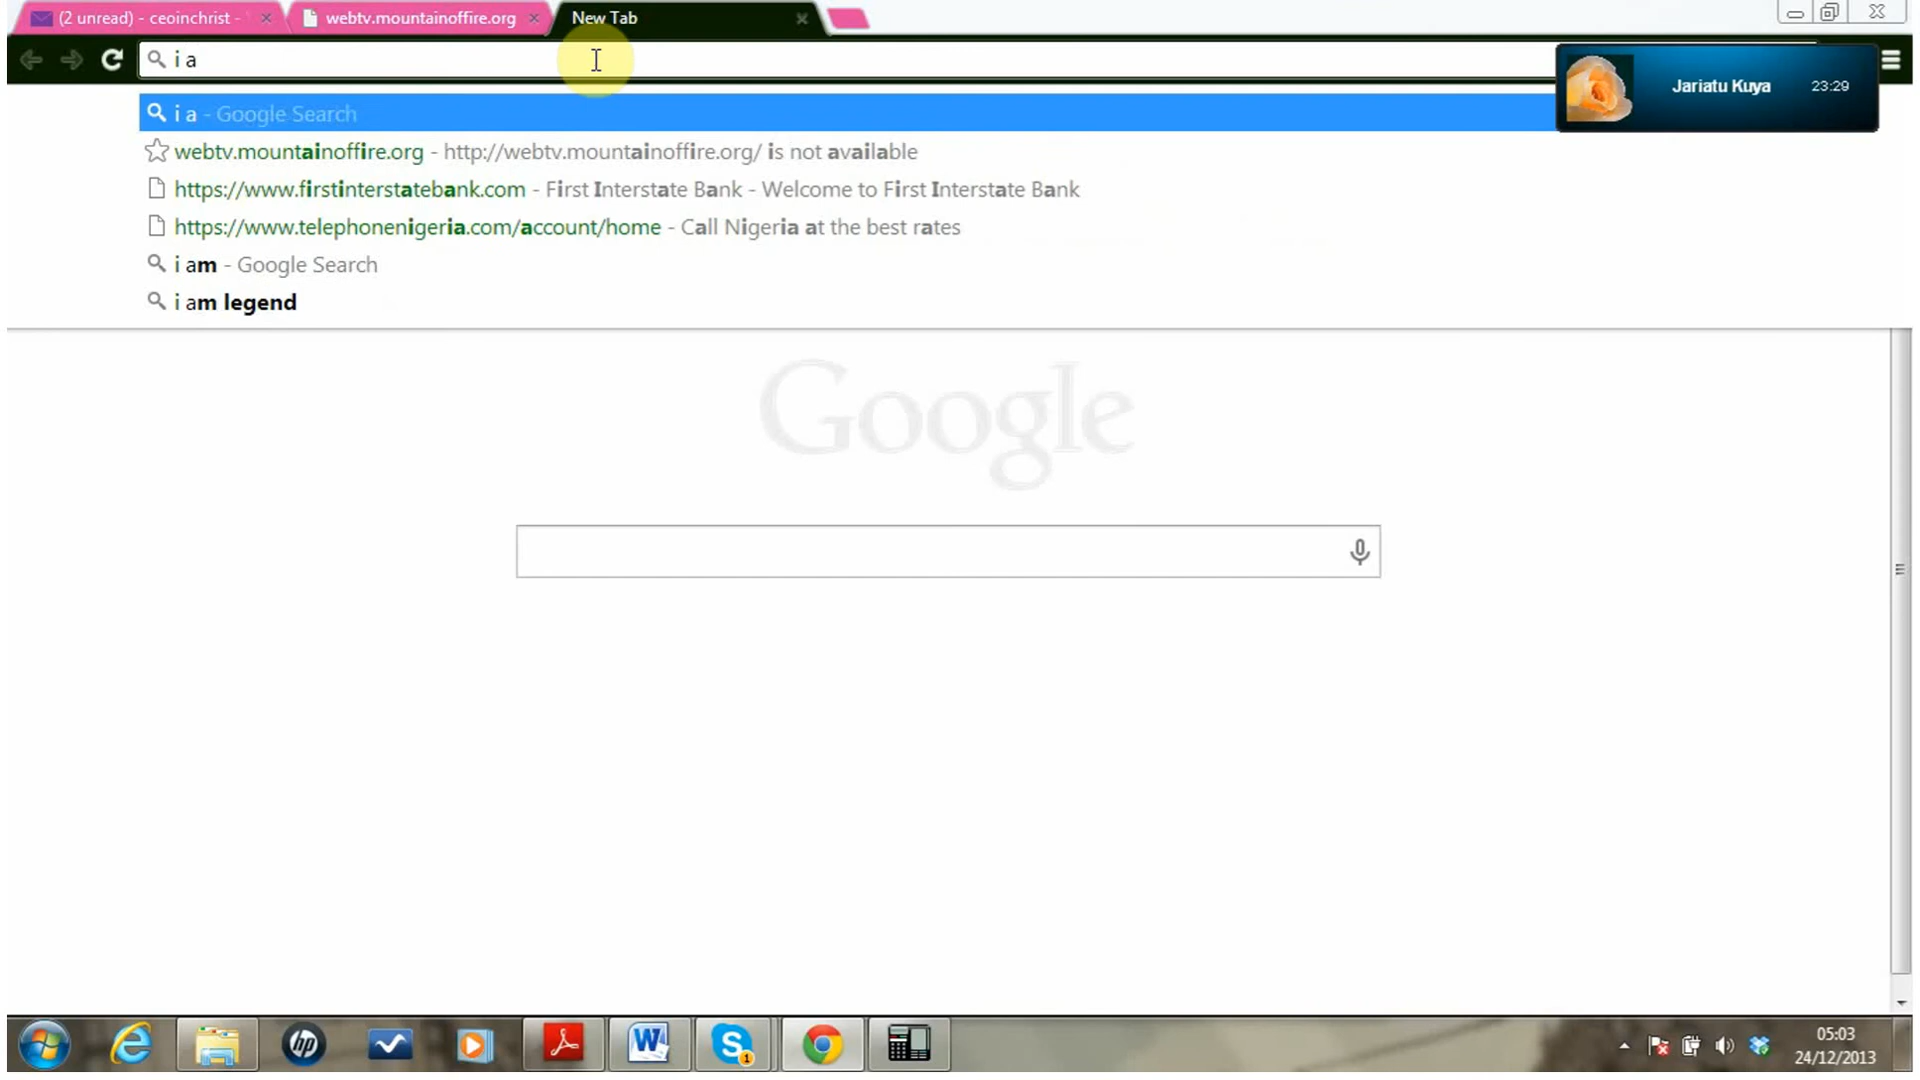 (2 unread) - ceoinchrist -
webtv.mountainoffire.org
New Tab
i a
Jariatu Kuya 23:29
i a - Google Search
webtv.mountainoffire.org - http://webtv.mountainoffire.org/ is not available
https://www.firstinterstatebank.com - First Interstate Bank - Welcome to First Interstate Bank
https://www.telephonenigeria.com/account/home - Call Nigeria at the best rates
i am - Google Search
i am legend
Google
hp
W
S
1
05:03
24/12/2013